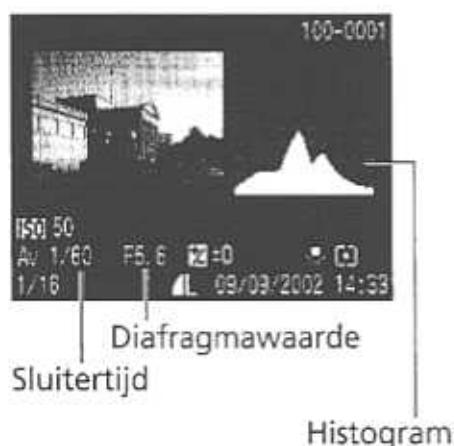 100-0001
ISO 50
Av 1/60 F5.6 ±0
1/16 L 09/09/2002 14:33
Diafragmawaarde
Sluitertijd
Histogram